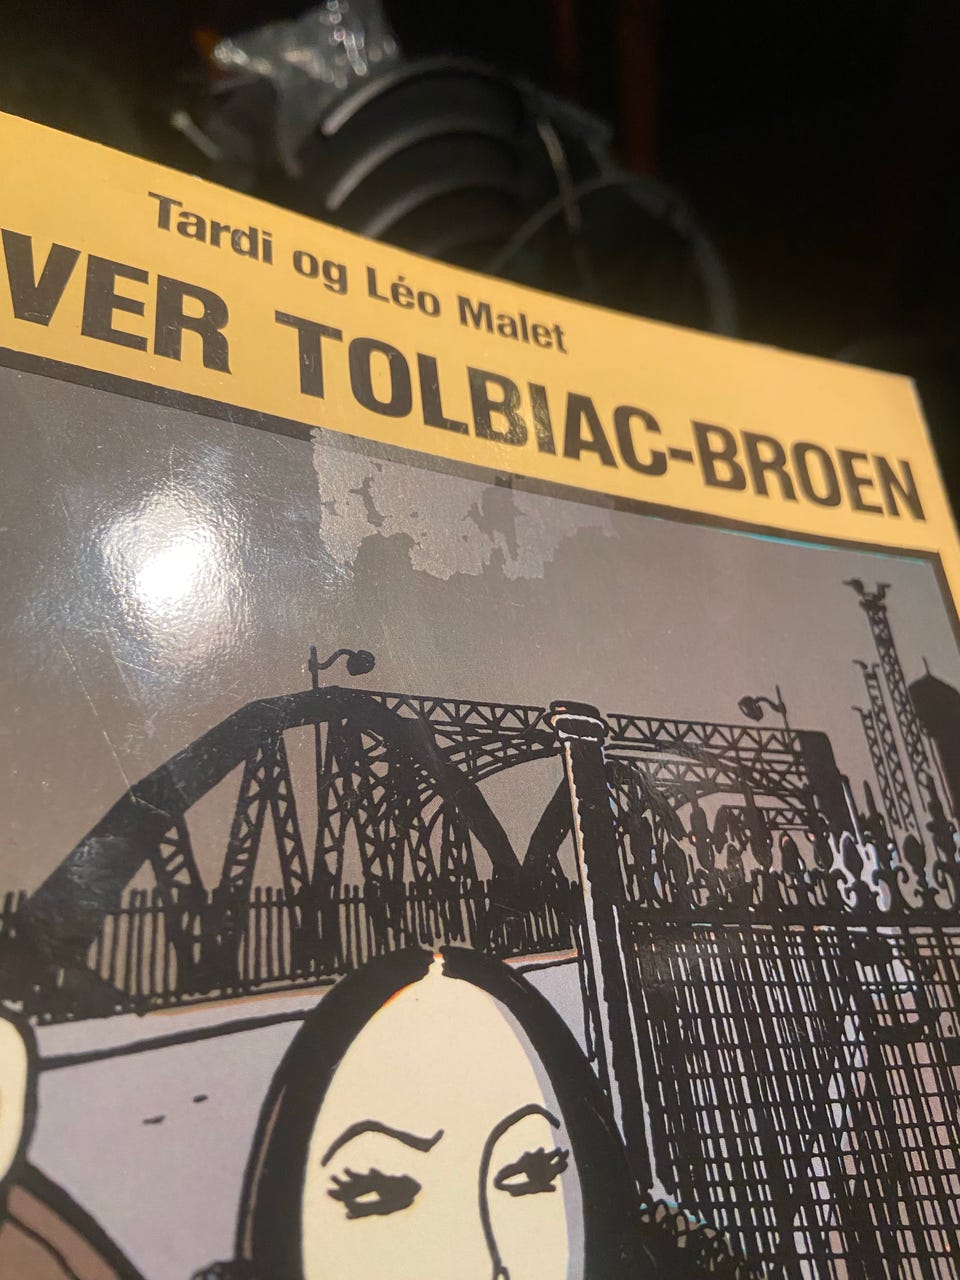 Tardi og Léo Malet
VER TOLBIAC-BROEN